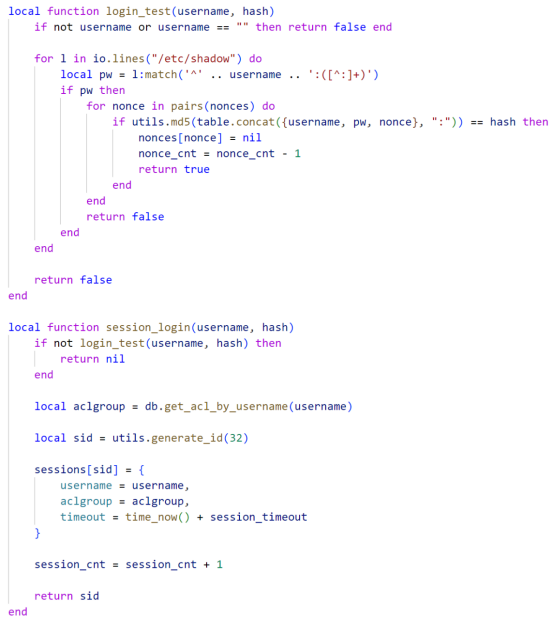 local function login_test(username, hash)
    if not username or username == "" then return false end

    for l in io.lines("/etc/shadow") do
        local pw = l:match('^' .. username .. ':([^:]+)')
        if pw then
            for nonce in pairs(nonces) do
                if utils.md5(table.concat({username, pw, nonce}, ":")) == hash then
                    nonces[nonce] = nil
                    nonce_cnt = nonce_cnt - 1
                    return true
                end
            end
            return false
        end
    end

    return false
end

local function session_login(username, hash)
    if not login_test(username, hash) then
        return nil
    end

    local aclgroup = db.get_acl_by_username(username)

    local sid = utils.generate_id(32)

    sessions[sid] = {
        username = username,
        aclgroup = aclgroup,
        timeout = time_now() + session_timeout
    }

    session_cnt = session_cnt + 1

    return sid
end